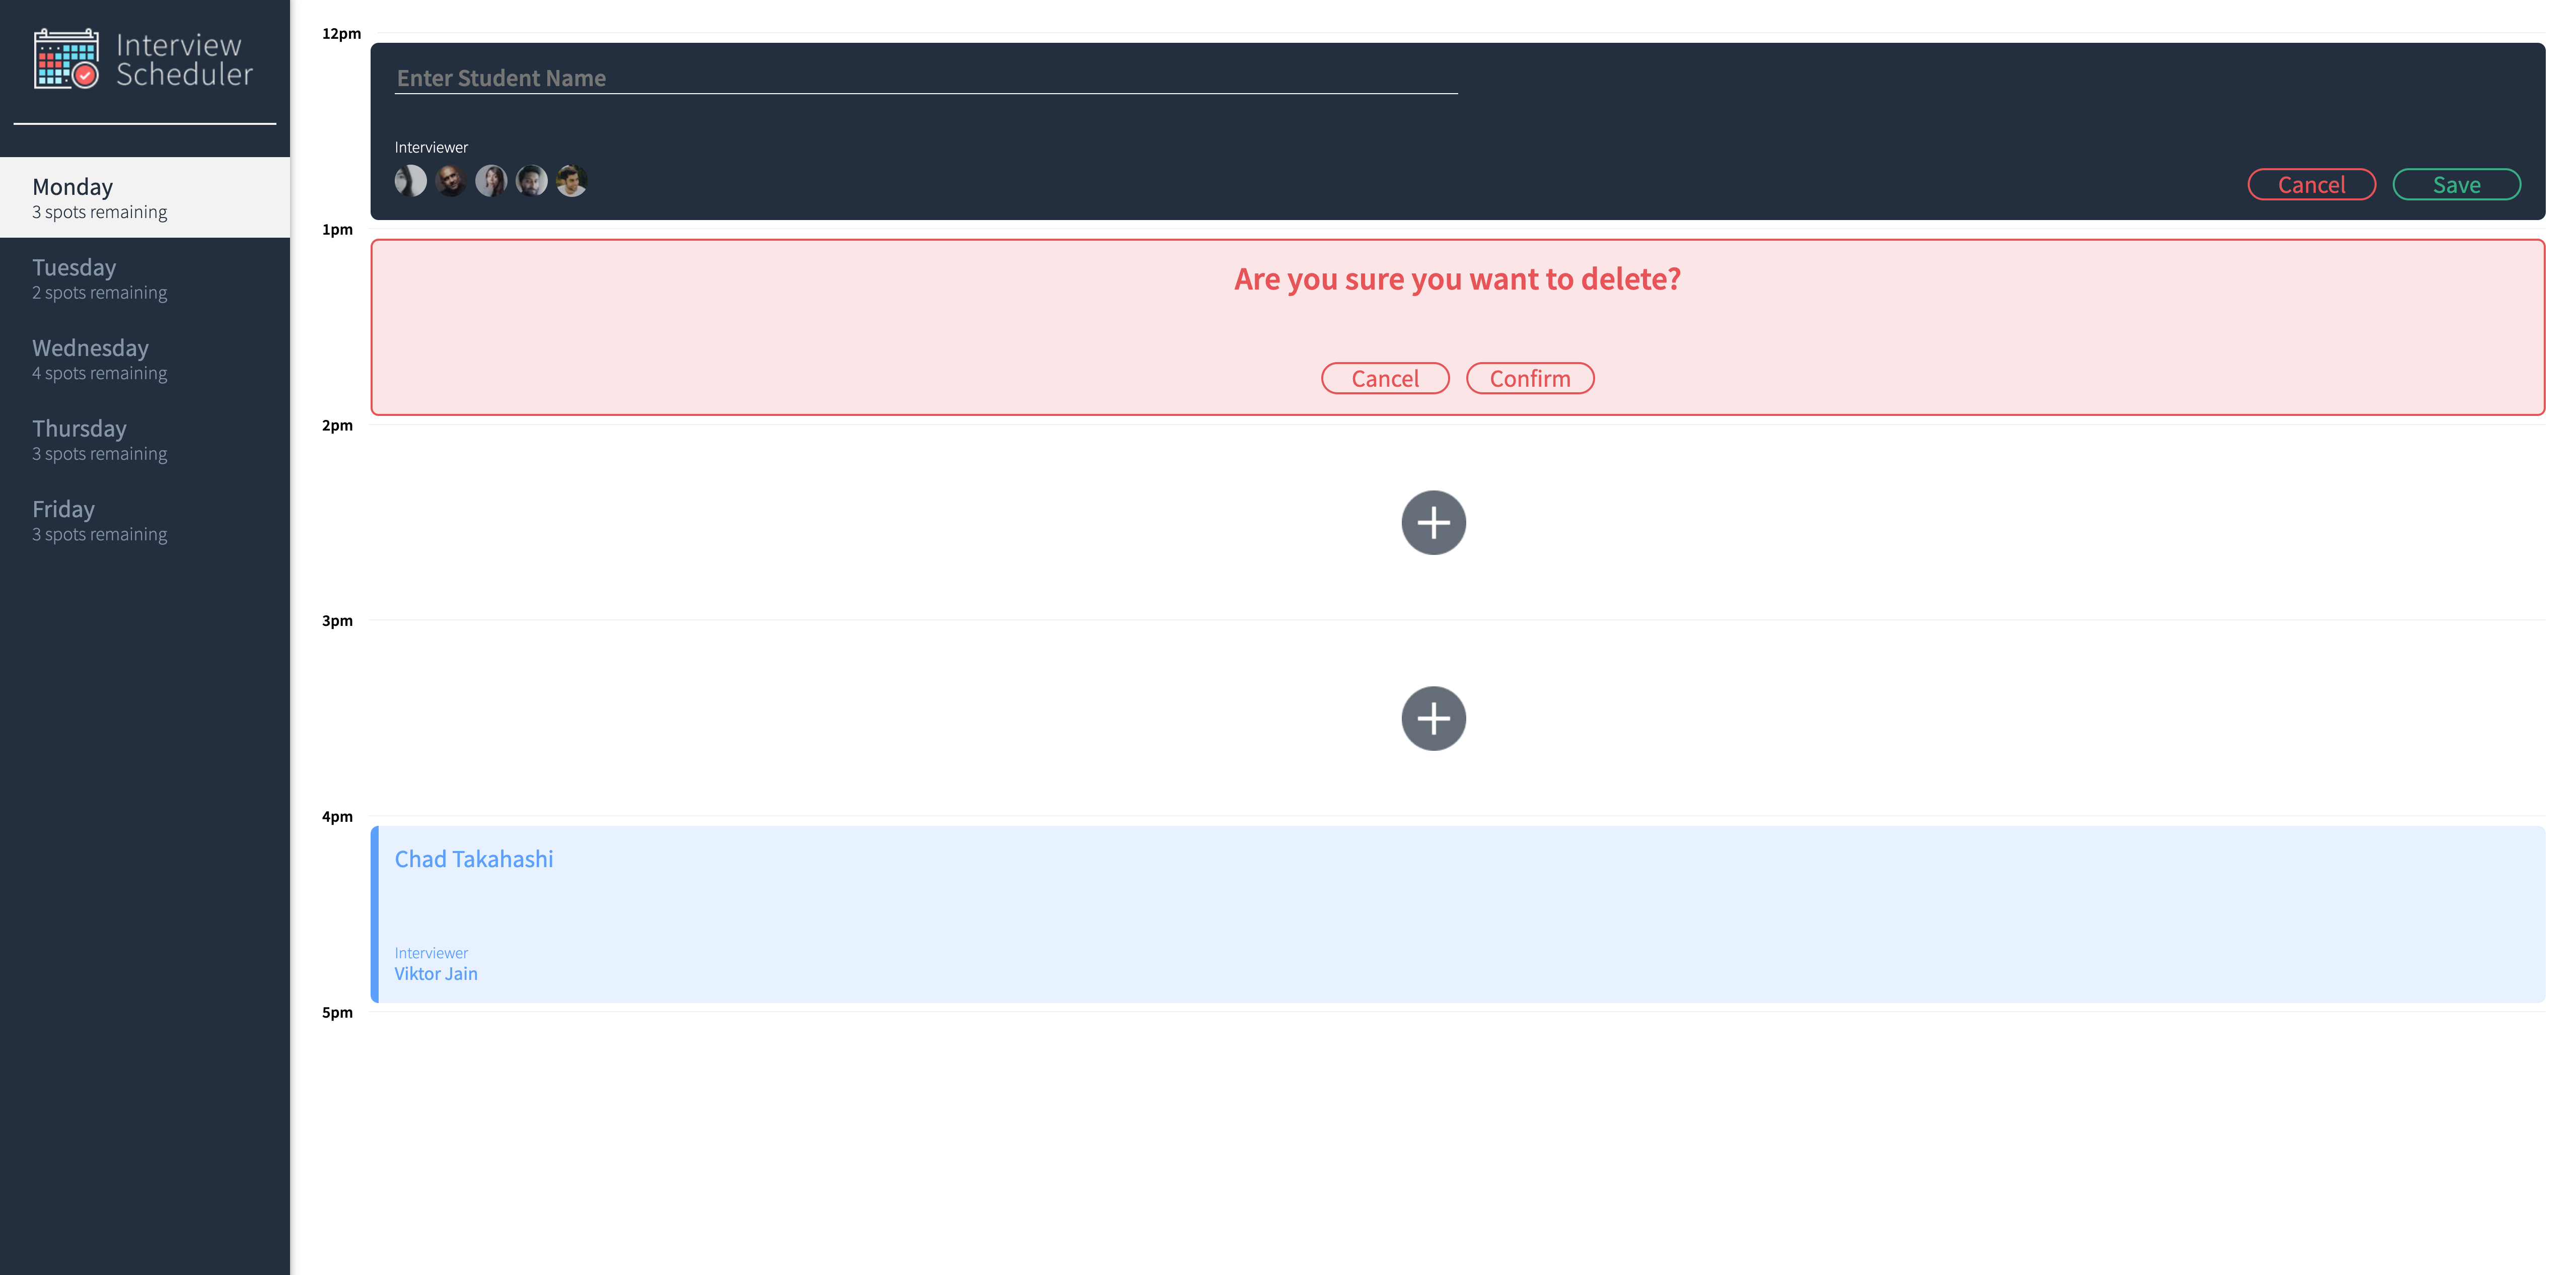 Interview
Scheduler
Monday
3 spots remaining
Tuesday
2 spots remaining
Wednesday
4 spots remaining
Thursday
3 spots remaining
Friday
3 spots remaining
12pm
Enter Student Name
Interviewer
Cancel Save
1pm
Are you sure you want to delete?
Cancel Confirm
2pm
3pm
4pm
Chad Takahashi
Interviewer
Viktor Jain
5pm